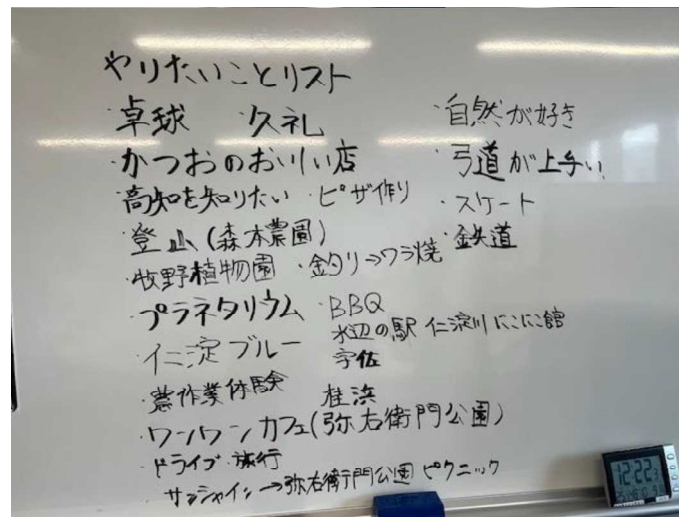 やりたいことリスト
・卓球 ・久礼 ・自然が好き
・かつおのおいしい店 ・弓道が上手い
・高知を知りたい ・ピザ作り ・スケート
・登山(森本農園) ・鉄道
・牧野植物園 ・釣り→ワラ焼
・プラネタリウム ・BBQ
水辺の駅 仁淀川にこにこ館
・仁淀ブルー 宇佐
・農作業体験 桂浜
・ワンワンカフェ(弥右衛門公園)
・ドライブ・旅行
サンシャイン→弥右衛門公園 ピクニック
12:22